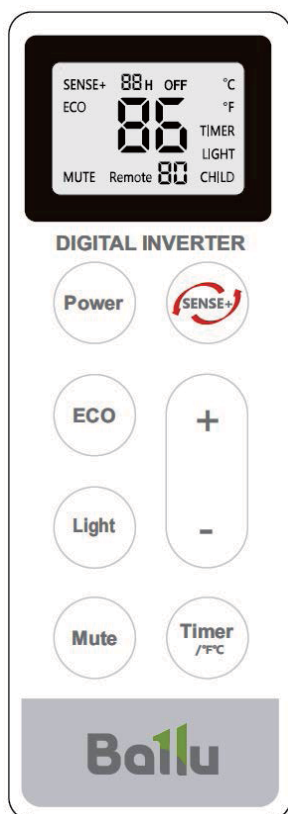 SENSE+ 88 H OFF °C
ECO 86 °F
TIMER
LIGHT
MUTE Remote 80 CHILD
DIGITAL INVERTER
Power SENSE+
ECO +
Light -
Mute Timer
/°F°C
Ballu